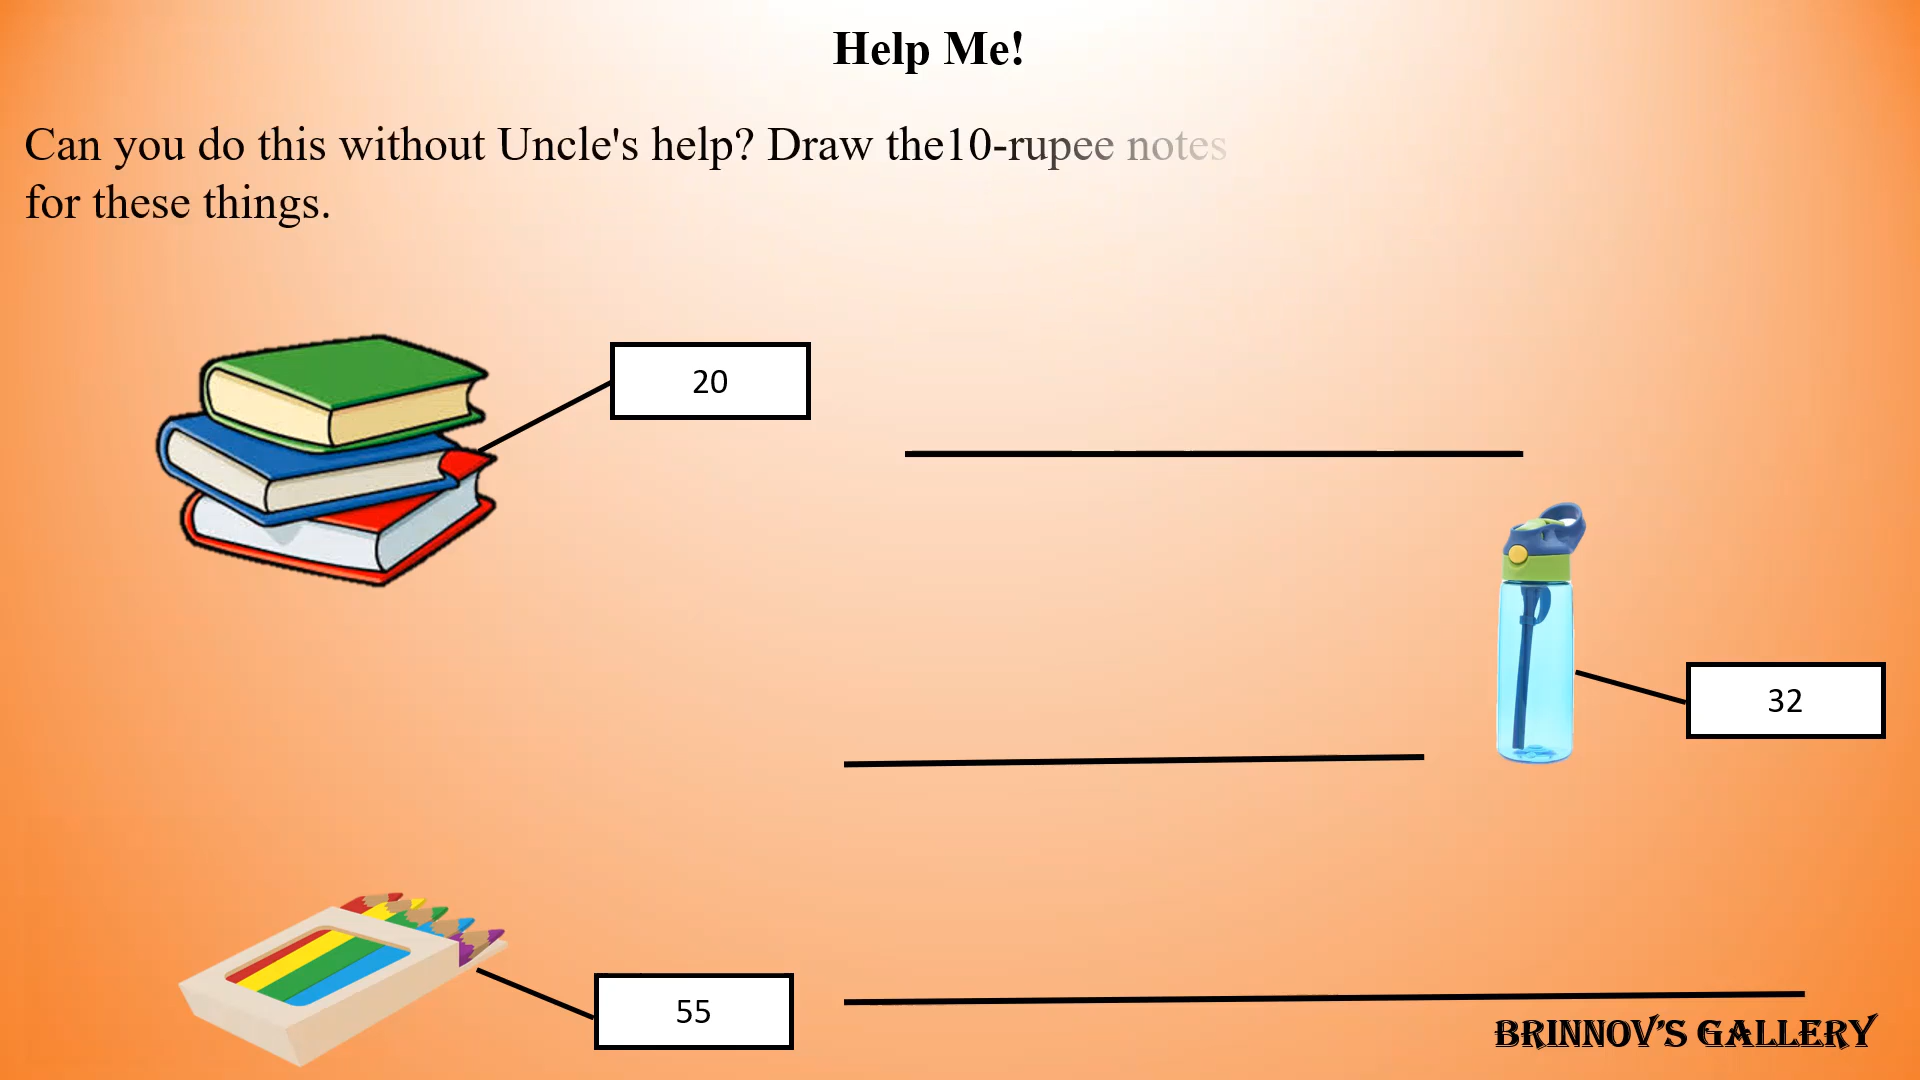 Help Me!
Can you do this without Uncle's help? Draw the10-rupee notes
for these things.
20
32
55
BRINNOV'S GALLERY